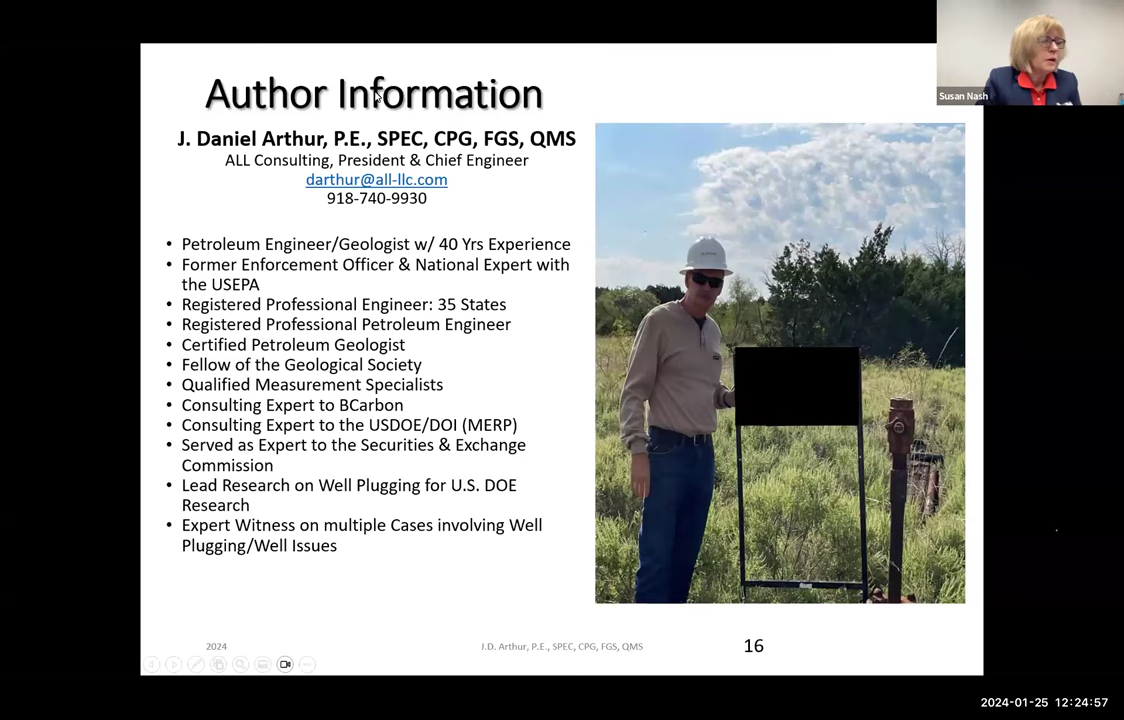 Author Information
Susan Nash
J. Daniel Arthur, P.E., SPEC, CPG, FGS, QMS
ALL Consulting, President & Chief Engineer
darthur@all-llc.com
918-740-9930
• Petroleum Engineer/Geologist w/ 40 Yrs Experience
• Former Enforcement Officer & National Expert with
the USEPA
• Registered Professional Engineer: 35 States
• Registered Professional Petroleum Engineer
• Certified Petroleum Geologist
• Fellow of the Geological Society
• Qualified Measurement Specialists
• Consulting Expert to BCarbon
• Consulting Expert to the USDOE/DOI (MERP)
• Served as Expert to the Securities & Exchange
Commission
• Lead Research on Well Plugging for U.S. DOE
Research
• Expert Witness on multiple Cases involving Well
Plugging/Well Issues
2024
J.D. Arthur, P.E., SPEC, CPG, FGS, QMS
16
2024-01-25 12:24:57